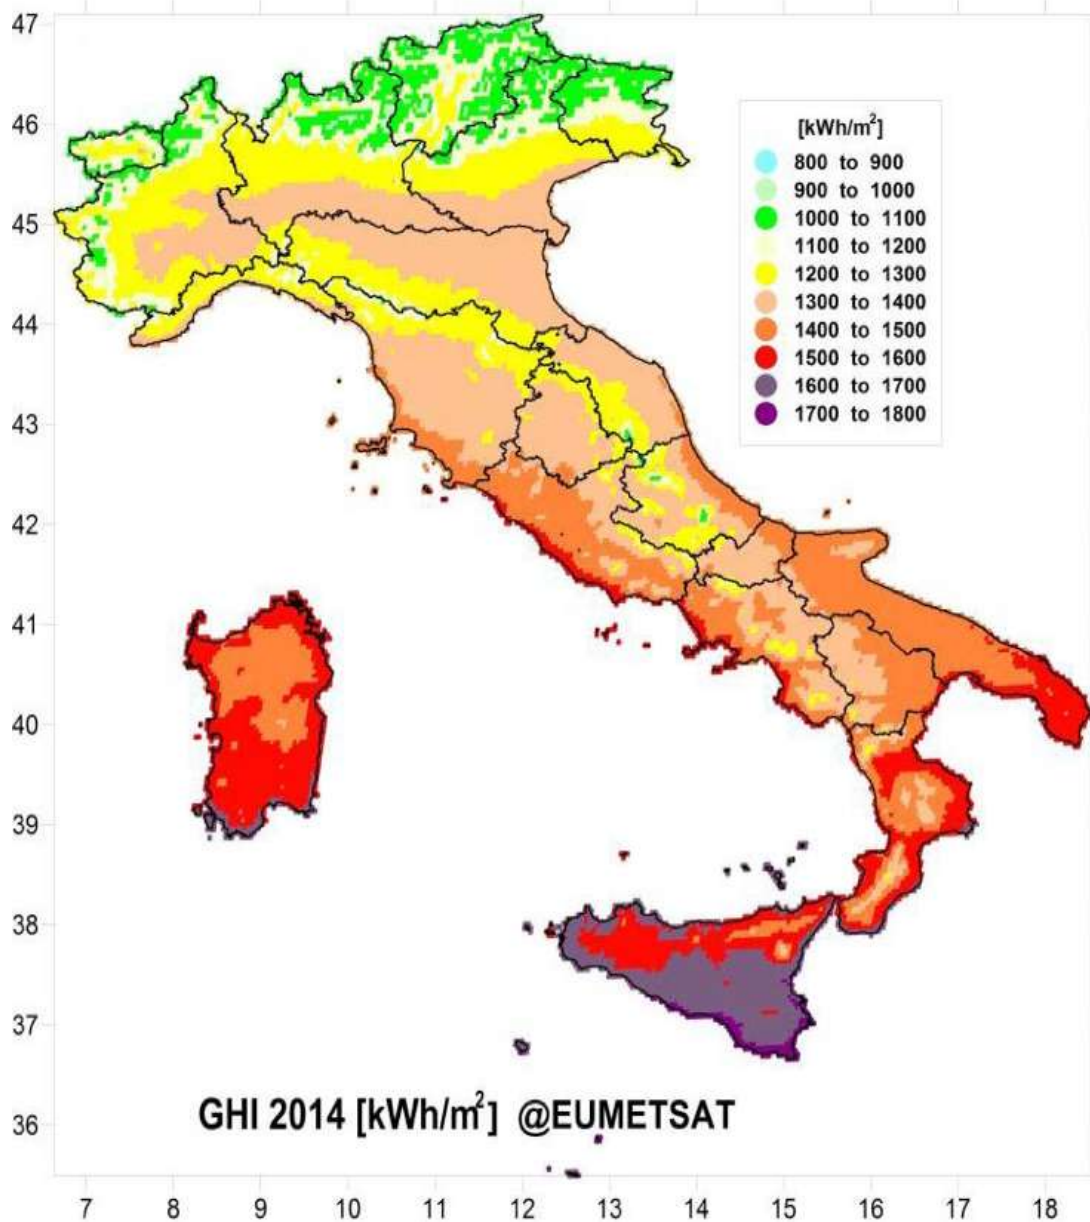 47
46
45
44
43
42
41
40
39
38
37
36
[kWh/m²]
800 to 900
900 to 1000
1000 to 1100
1100 to 1200
1200 to 1300
1300 to 1400
1400 to 1500
1500 to 1600
1600 to 1700
1700 to 1800
GHI 2014 [kWh/m²] @EUMETSAT
7 8 9 10 11 12 13 14 15 16 17 18